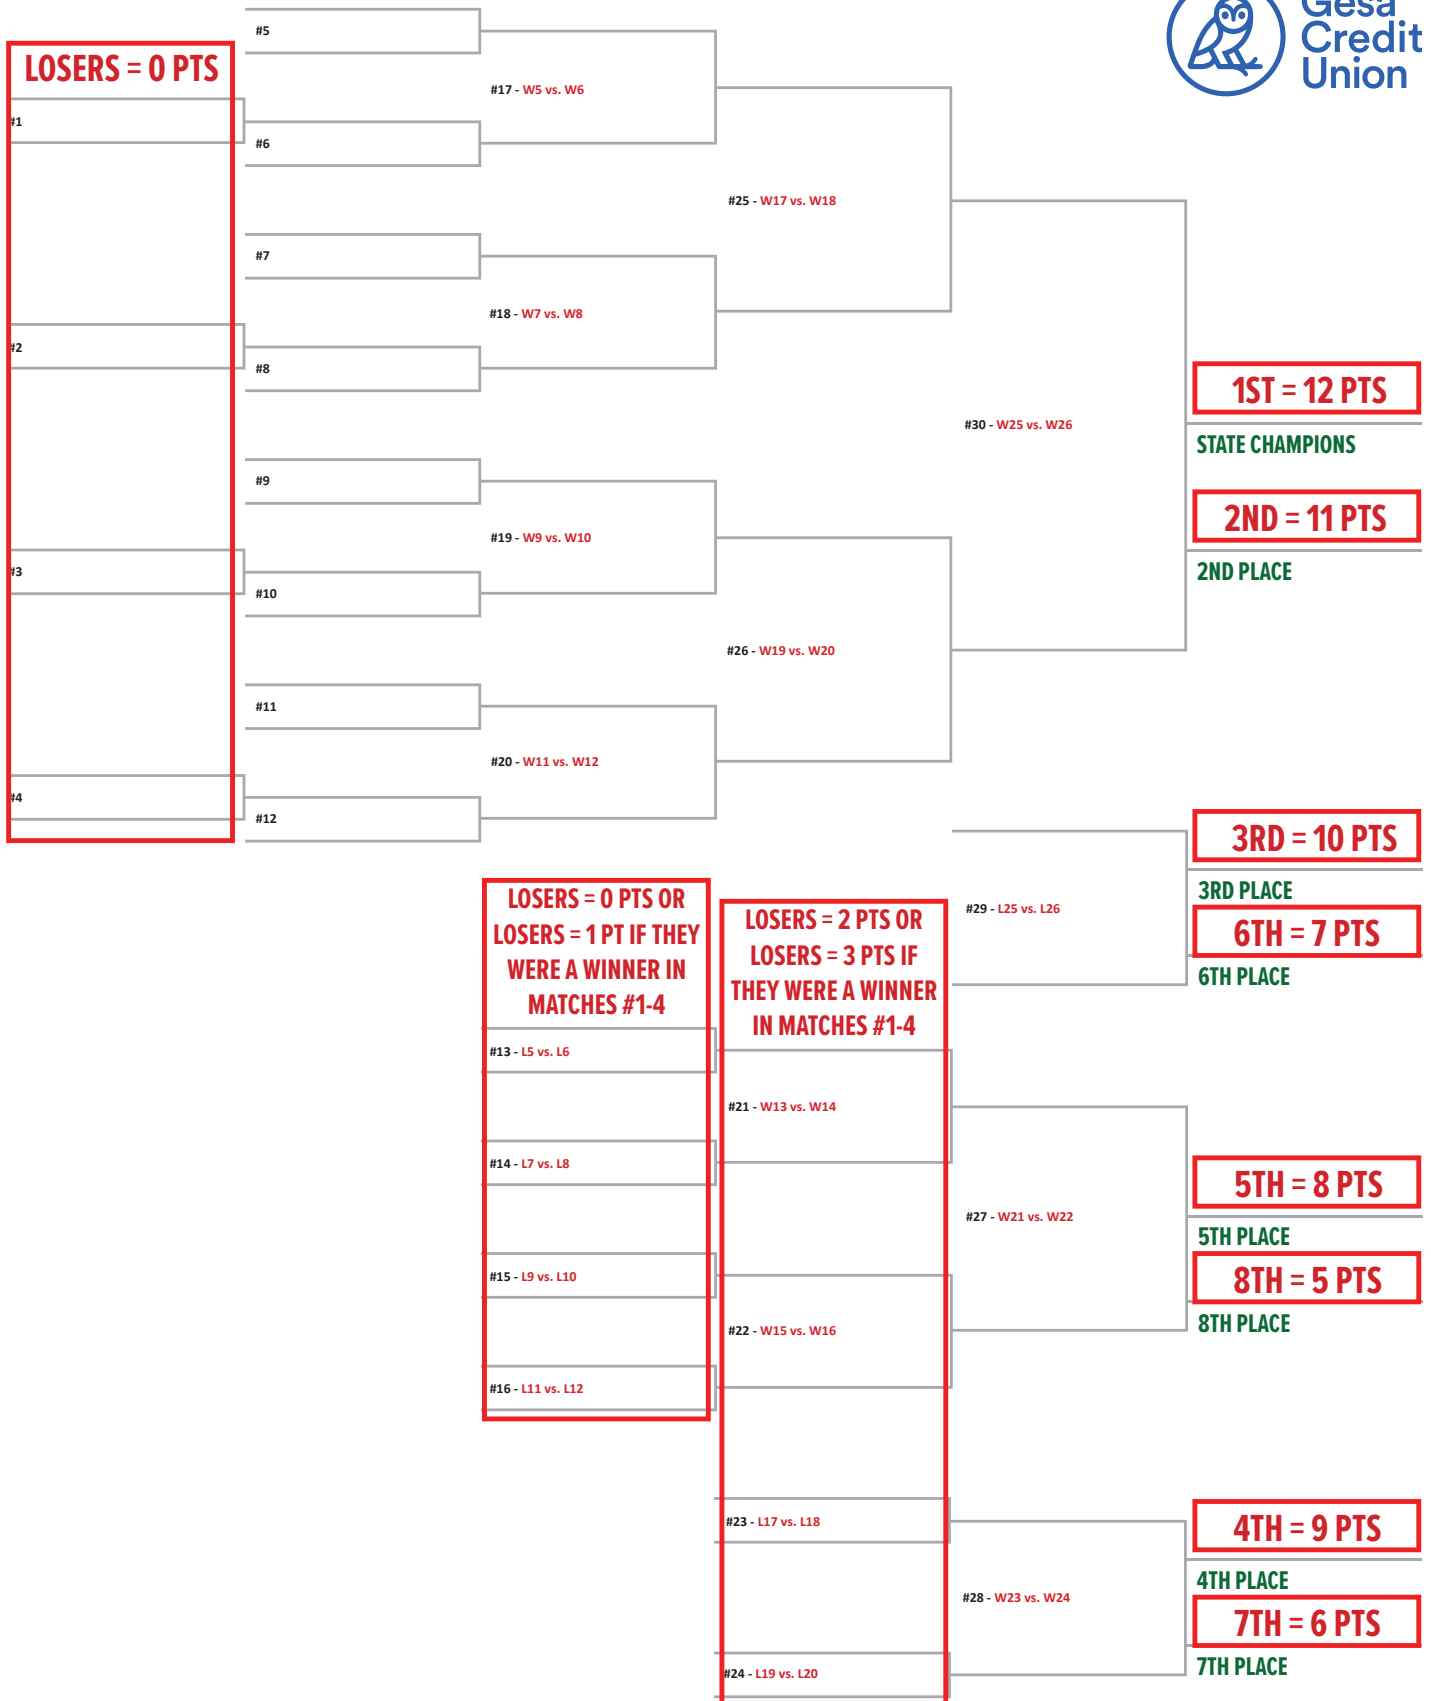 Gesa
Credit
Union
LOSERS = 0 PTS
#1
#2
#3
#4
#5
#6
#7
#8
#9
#10
#11
#12
#17 - W5 vs. W6
#18 - W7 vs. W8
#19 - W9 vs. W10
#20 - W11 vs. W12
#25 - W17 vs. W18
#26 - W19 vs. W20
#30 - W25 vs. W26
1ST = 12 PTS
STATE CHAMPIONS
2ND = 11 PTS
2ND PLACE
LOSERS = 0 PTS OR
LOSERS = 1 PT IF THEY
WERE A WINNER IN
MATCHES #1-4
#13 - L5 vs. L6
#14 - L7 vs. L8
#15 - L9 vs. L10
#16 - L11 vs. L12
LOSERS = 2 PTS OR
LOSERS = 3 PTS IF
THEY WERE A WINNER
IN MATCHES #1-4
#21 - W13 vs. W14
#22 - W15 vs. W16
#23 - L17 vs. L18
#24 - L19 vs. L20
#29 - L25 vs. L26
#27 - W21 vs. W22
#28 - W23 vs. W24
3RD = 10 PTS
3RD PLACE
6TH = 7 PTS
6TH PLACE
5TH = 8 PTS
5TH PLACE
8TH = 5 PTS
8TH PLACE
4TH = 9 PTS
4TH PLACE
7TH = 6 PTS
7TH PLACE